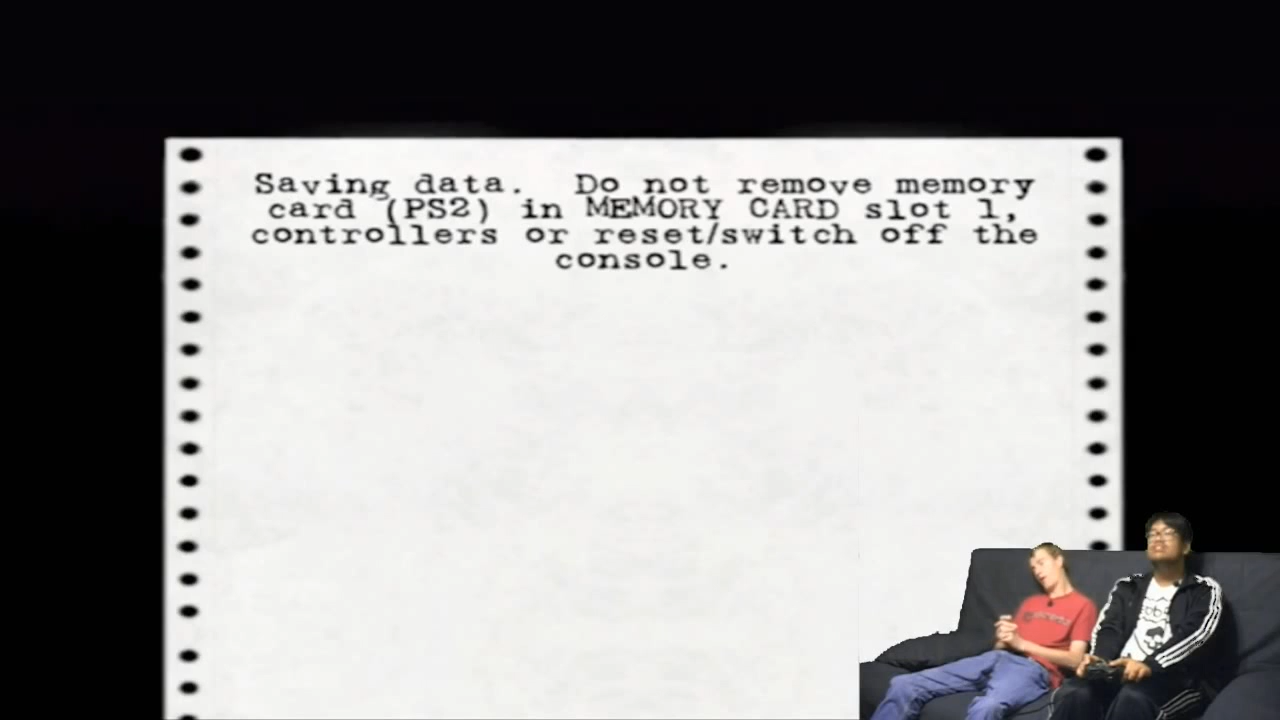 Saving data.  Do not remove memory
card (PS2) in MEMORY CARD slot 1,
controllers or reset/switch off the
console.